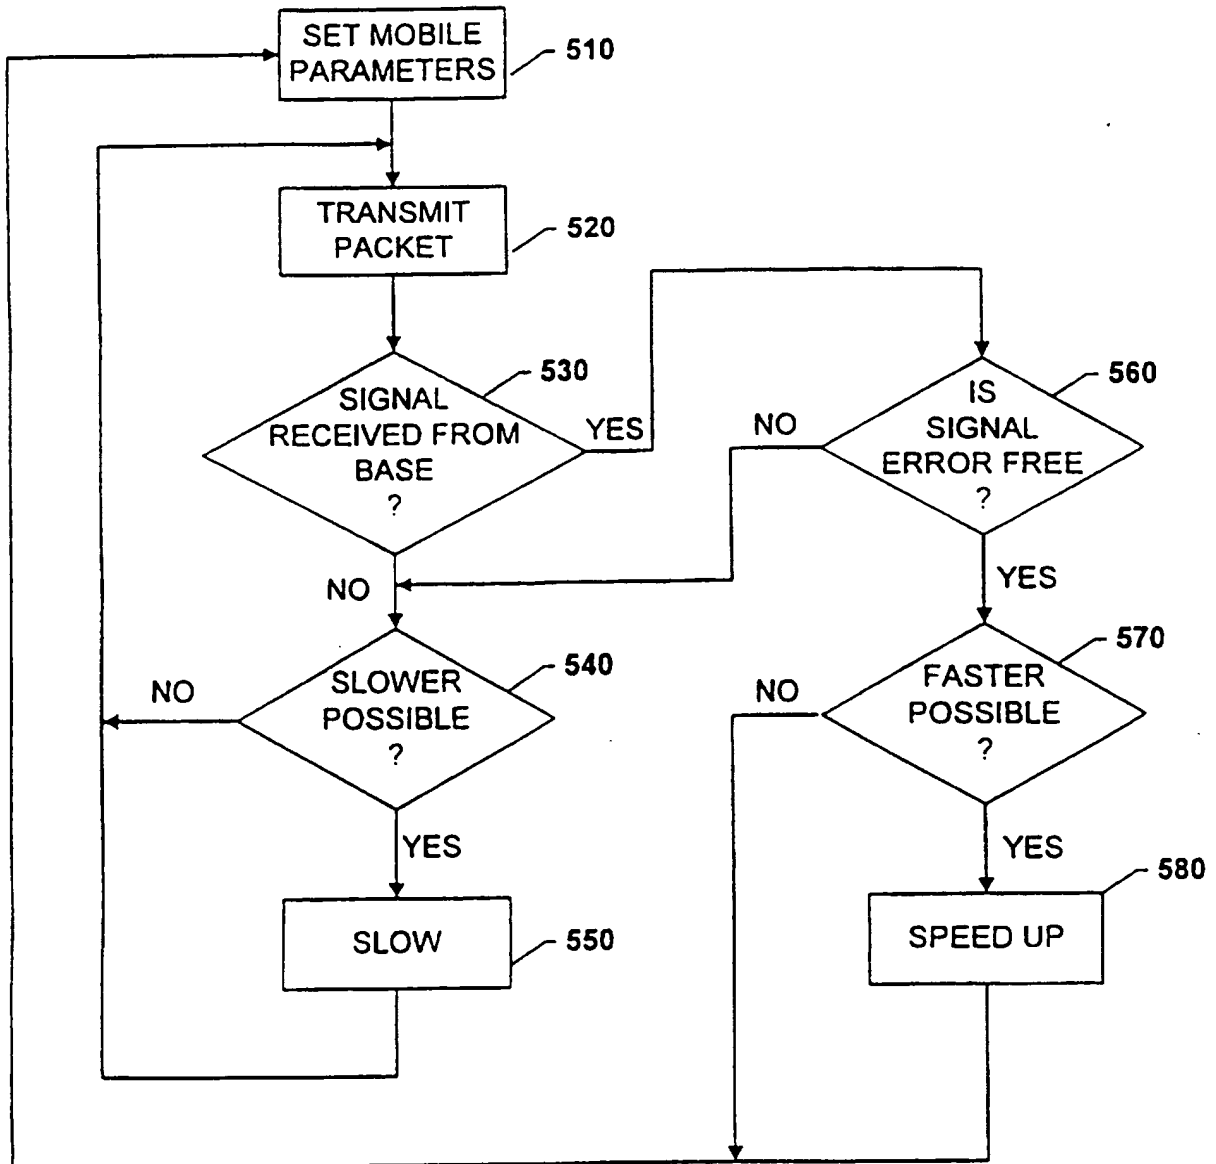 SET MOBILE
PARAMETERS
510
TRANSMIT
PACKET
520
SIGNAL
RECEIVED FROM
BASE
?
530
YES
NO
IS
SIGNAL
ERROR FREE
?
560
NO
YES
SLOWER
POSSIBLE
?
540
NO
YES
FASTER
POSSIBLE
?
570
NO
YES
SLOW
550
SPEED UP
580